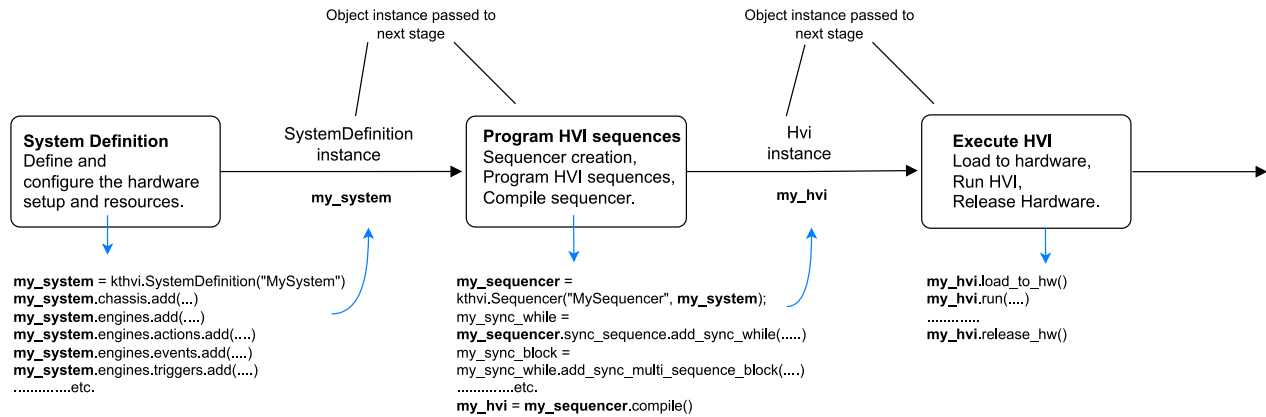 Object instance passed to
next stage
Object instance passed to
next stage
System Definition
Define and
configure the hardware
setup and resources.
SystemDefinition
instance
my_system
Program HVI sequences
Sequencer creation,
Program HVI sequences,
Compile sequencer.
Hvi
instance
my_hvi
Execute HVI
Load to hardware,
Run HVI,
Release Hardware.
my_system = kthvi.SystemDefinition("MySystem")
my_system.chassis.add(...)
my_system.engines.add(....)
my_system.engines.actions.add(....)
my_system.engines.events.add(....)
my_system.engines.triggers.add(....)
..............etc.
my_sequencer =
kthvi.Sequencer("MySequencer", my_system);
my_sync_while =
my_sequencer.sync_sequence.add_sync_while(.....)
my_sync_block =
my_sync_while.add_sync_multi_sequence_block(....)
............etc.
my_hvi = my_sequencer.compile()
my_hvi.load_to_hw()
my_hvi.run(....)
.............
my_hvi.release_hw()